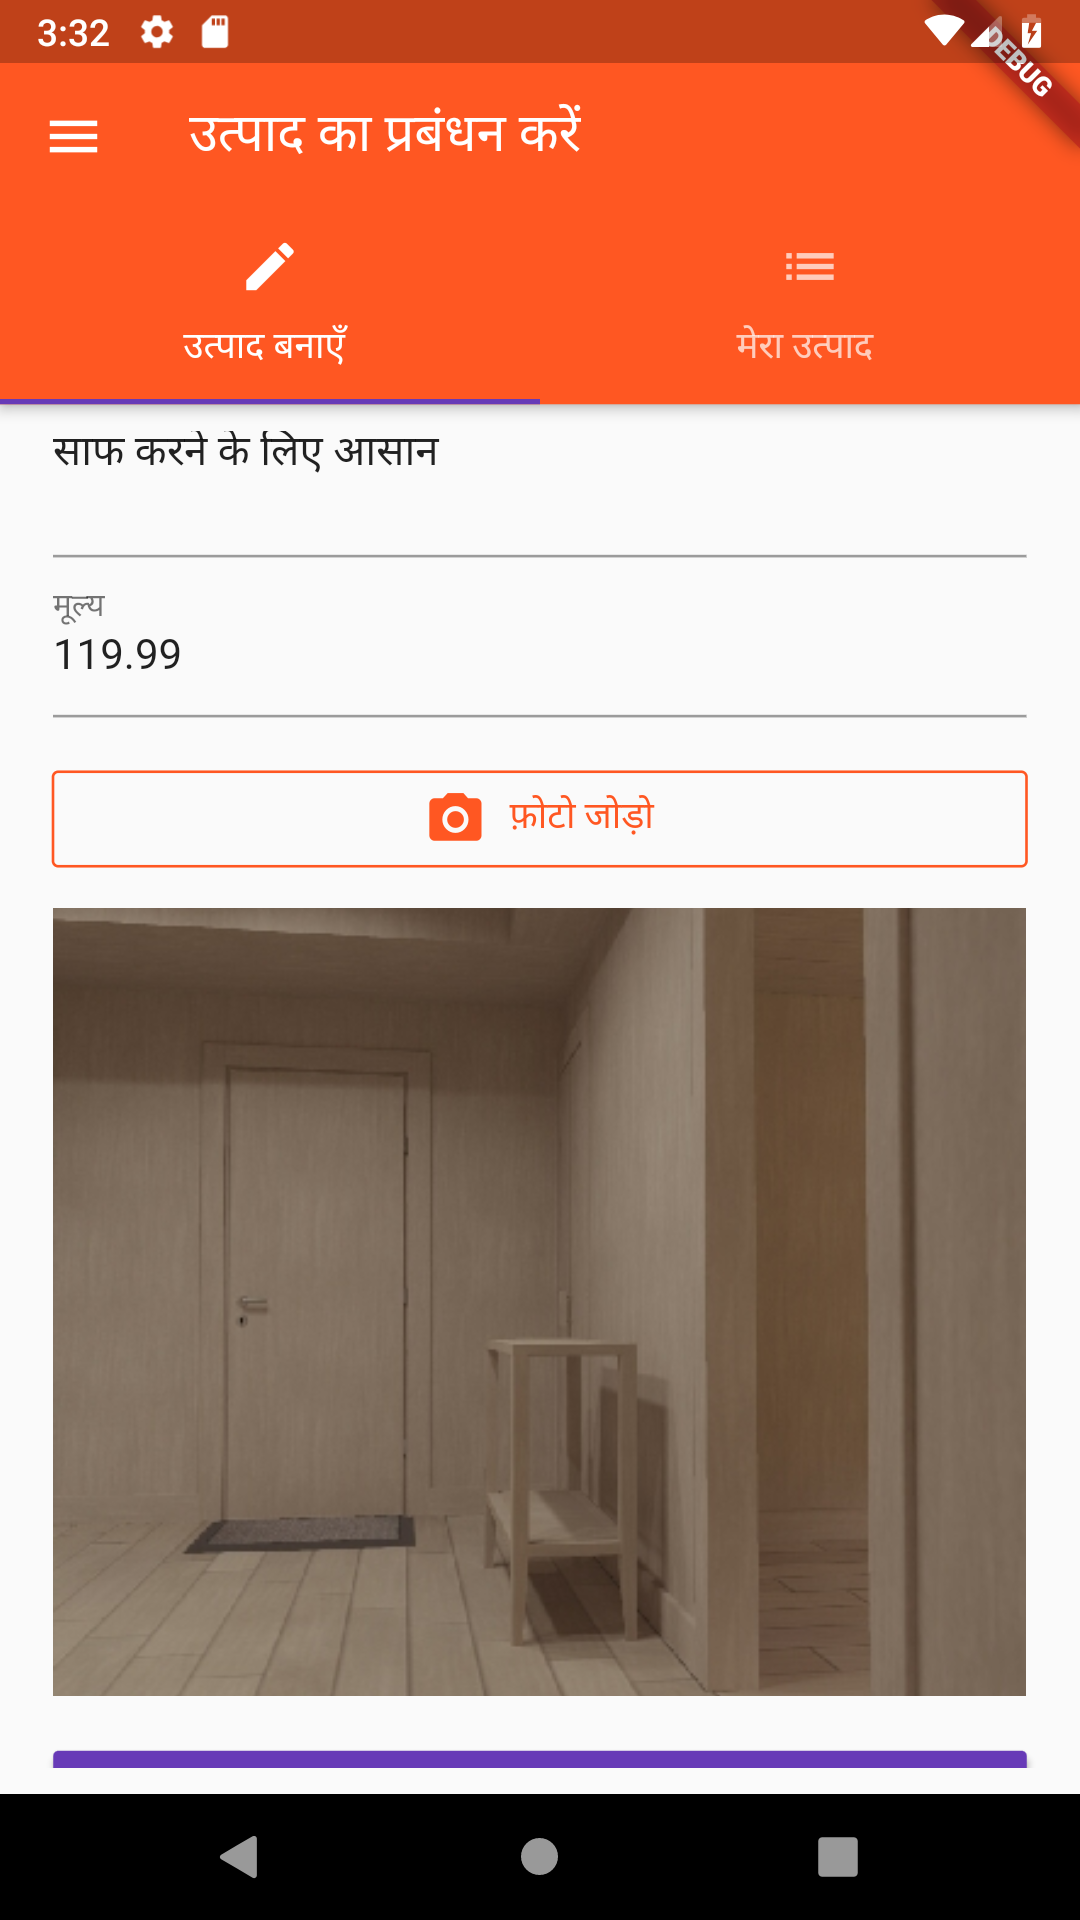 3:32
DEBUG
उत्पाद का प्रबंधन करें
उत्पाद बनाएँ
मेरा उत्पाद
साफ करने के लिए आसान
मूल्य
119.99
फ़ोटो जोड़ो